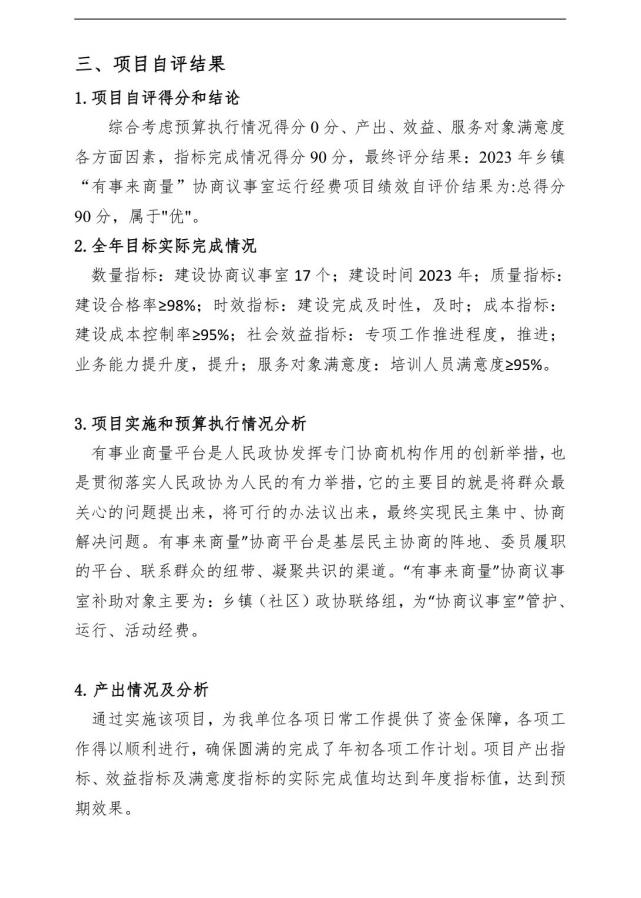 三、项目自评结果
1.项目自评得分和结论
综合考虑预算执行情况得分 0 分、产出、效益、服务对象满意度
各方面因素，指标完成情况得分 90 分，最终评分结果：2023 年乡镇
“有事来商量”协商议事室运行经费项目绩效自评价结果为:总得分
90 分，属于"优"。
2.全年目标实际完成情况
数量指标：建设协商议事室 17 个；建设时间 2023 年；质量指标：
建设合格率≥98%；时效指标：建设完成及时性，及时；成本指标：
建设成本控制率≥95%；社会效益指标：专项工作推进程度，推进；
业务能力提升度，提升；服务对象满意度：培训人员满意度≥95%。
3.项目实施和预算执行情况分析
有事业商量平台是人民政协发挥专门协商机构作用的创新举措，也
是贯彻落实人民政协为人民的有力举措，它的主要目的就是将群众最
关心的问题提出来，将可行的办法议出来，最终实现民主集中、协商
解决问题。有事来商量”协商平台是基层民主协商的阵地、委员履职
的平台、联系群众的纽带、凝聚共识的渠道。“有事来商量”协商议事
室补助对象主要为：乡镇（社区）政协联络组，为“协商议事室”管护、
运行、活动经费。
4. 产出情况及分析
通过实施该项目，为我单位各项日常工作提供了资金保障，各项工
作得以顺利进行，确保圆满的完成了年初各项工作计划。项目产出指
标、效益指标及满意度指标的实际完成值均达到年度指标值，达到预
期效果。